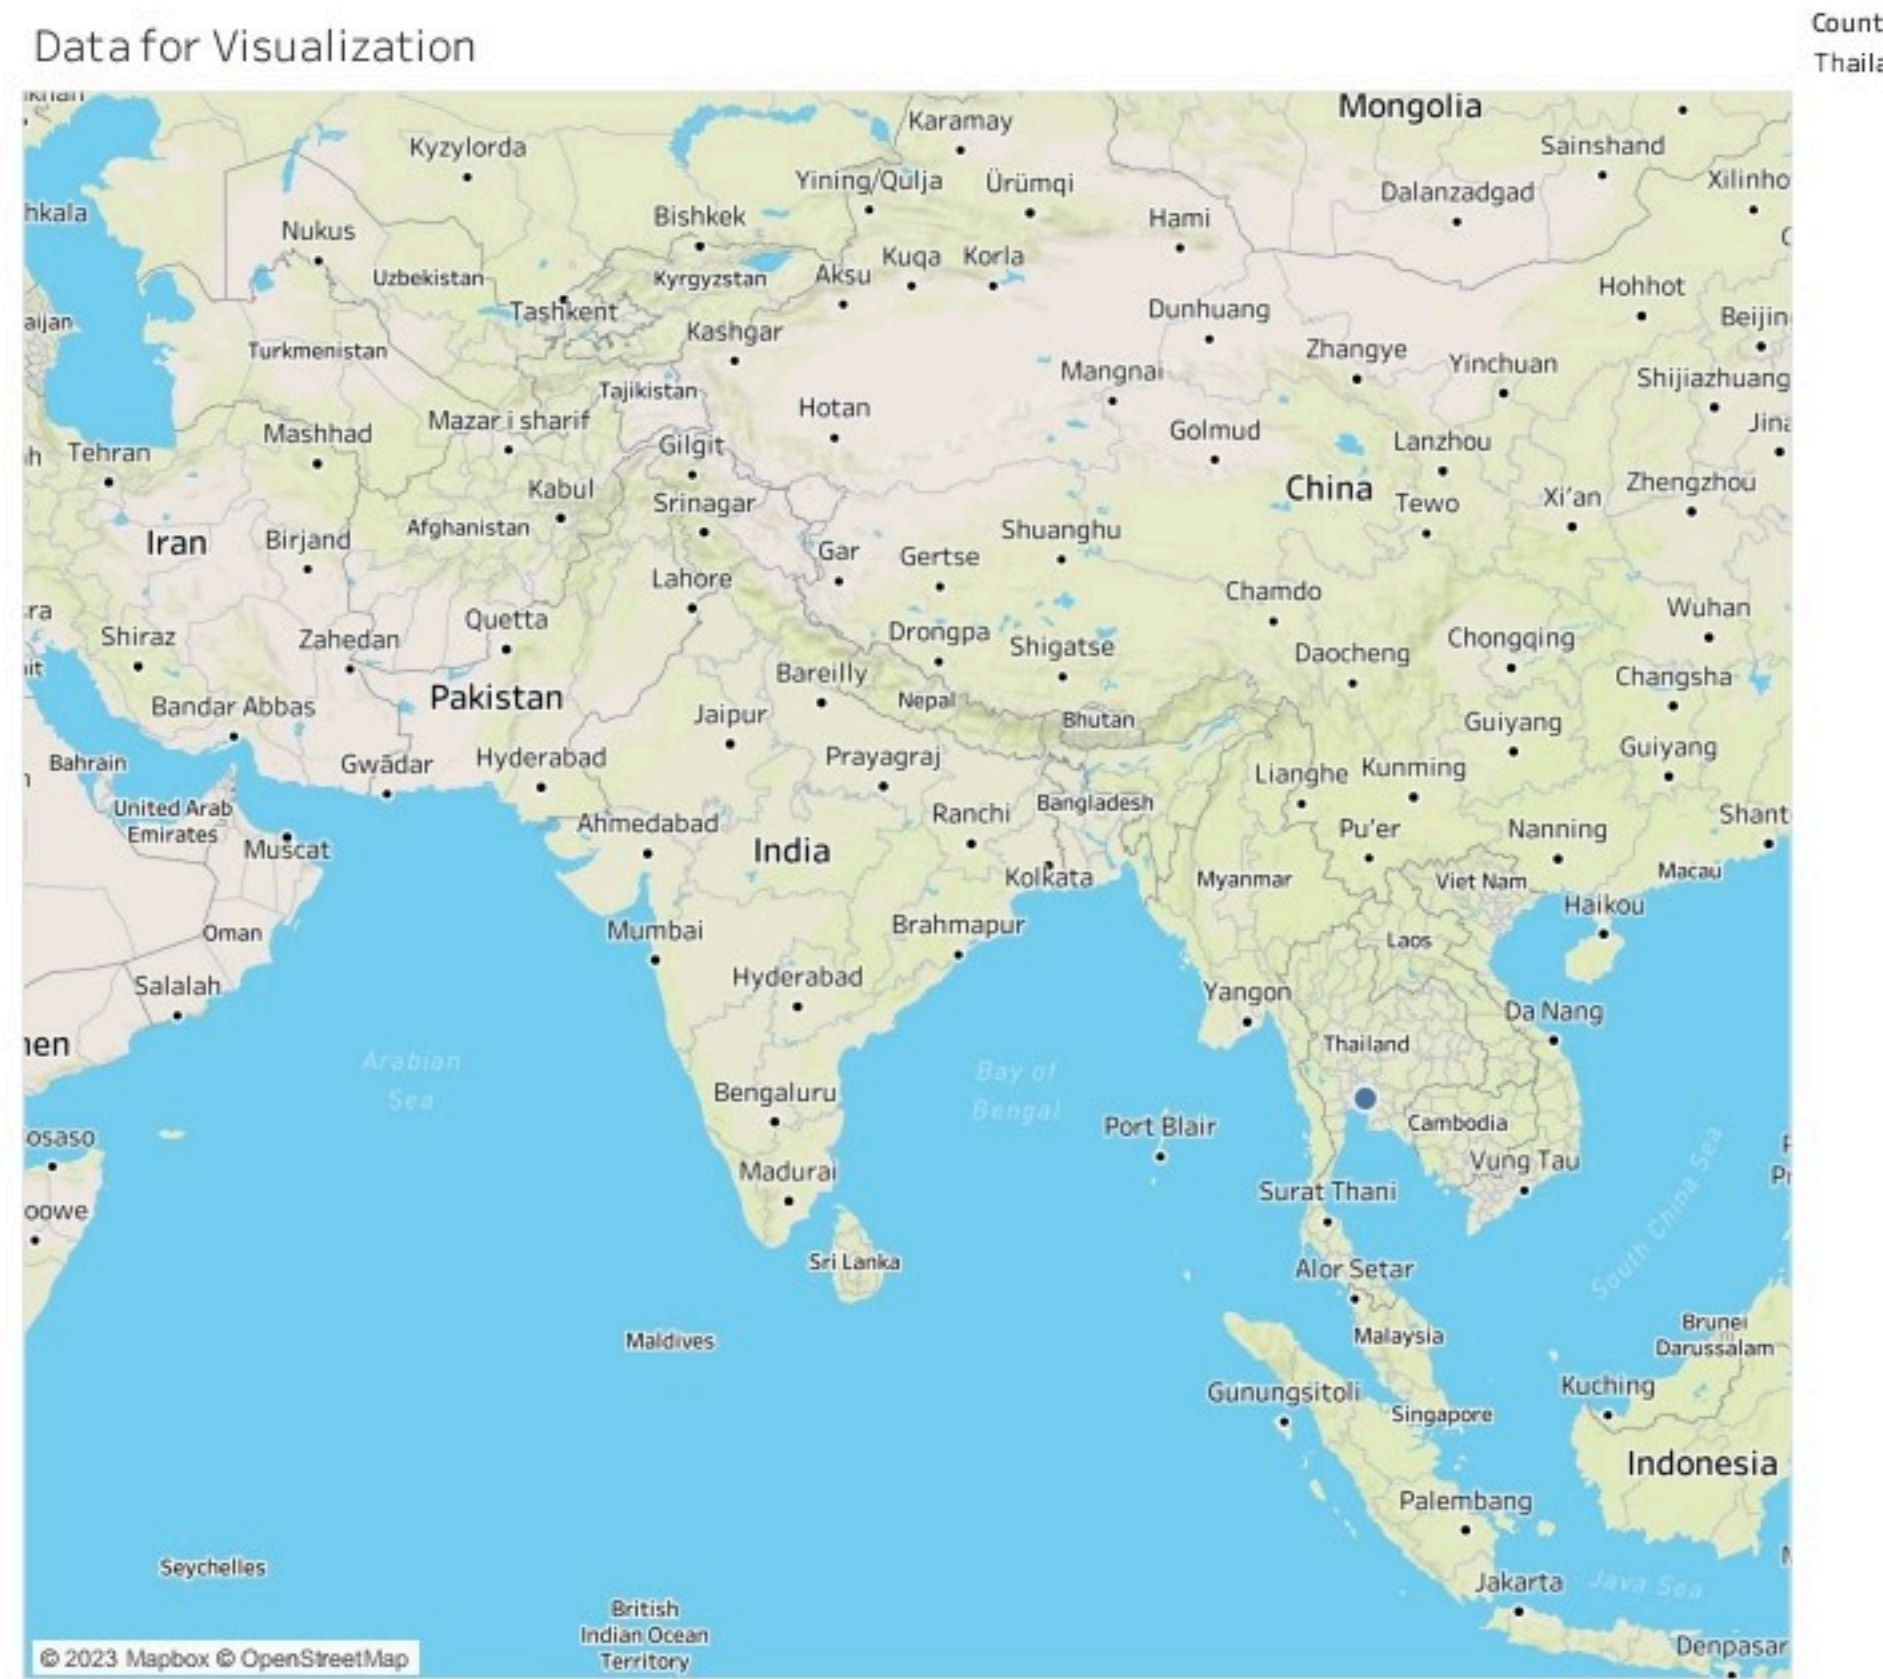 Data for Visualization
Count
Thaila
Mongolia
Karamay
Sainshand
Kyzylorda
Yining/Qulja
Ürümqi
Dalanzadgad
Xilinho
hkala
Bishkek
Hami
Nukus
Kuqa
Korla
Uzbekistan
Kyrgyzstan
Aksu
Hohhot
Tashkent
Dunhuang
aijan
Beijin
Kashgar
Turkmenistan
Zhangye
Yinchuan
Mangnai
Shijiazhuang
Tajikistan
Hotan
Mazar i sharif
Mashhad
Golmud
Jina
Gilgit
Lanzhou
h
Tehran
Kabul
China
Zhengzhou
Srinagar
Tewo
Xi'an
Afghanistan
Shuanghu
Iran
Birjand
Gar
Gertse
Lahore
Chamdo
ra
Wuhan
Quetta
Shiraz
Zahedan
Drongpa
Shigatse
Chongqing
Daocheng
it
Bareilly
Changsha
Pakistan
Nepal
Bandar Abbas
Jaipur
Bhutan
Guiyang
Bahrain
Gwādar
Hyderabad
Prayagraj
Guiyang
Lianghe
Kunming
United Arab
Emirates
Bangladesh
Ranchi
Shant
Ahmedabad
Pu'er
Nanning
Muscat
India
Kolkata
Myanmar
Viet Nam
Macau
Haikou
Oman
Mumbai
Brahmapur
Laos
Salalah
Hyderabad
Yangon
Da Nang
nen
Thailand
Arabian
Sea
Bay of
Bengal
Bengaluru
Port Blair
Cambodia
osaso
Vung Tau
Madurai
Surat Thani
South China Sea
oowe
Sri Lanka
Alor Setar
Maldives
Malaysia
Brunei
Darussalam
Gunungsitoli
Kuching
Singapore
Indonesia
Palembang
Seychelles
Jakarta
Java Sea
British
Indian Ocean
Territory
Denpasar
© 2023 Mapbox © OpenStreetMap